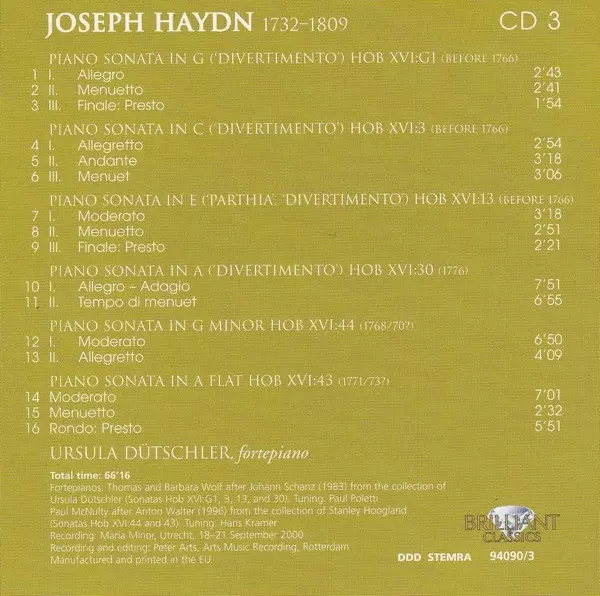 JOSEPH HAYDN 1732–1809 CD 3
PIANO SONATA IN G ('DIVERTIMENTO') HOB XVI:G1 (BEFORE 1766)
1 I. Allegro 2'43
2 II. Menuetto 2'41
3 III. Finale: Presto 1'54
PIANO SONATA IN C ('DIVERTIMENTO') HOB XVI:3 (BEFORE 1766)
4 I. Allegretto 2'54
5 II. Andante 3'18
6 III. Menuet 3'06
PIANO SONATA IN E ('PARTHIA', 'DIVERTIMENTO') HOB XVI:13 (BEFORE 1766)
7 I. Moderato 3'18
8 II. Menuetto 2'51
9 III. Finale: Presto 2'21
PIANO SONATA IN A ('DIVERTIMENTO') HOB XVI:30 (1776)
10 I. Allegro – Adagio 7'51
11 II. Tempo di menuet 6'55
PIANO SONATA IN G MINOR HOB XVI:44 (1768/70?)
12 I. Moderato 6'50
13 II. Allegretto 4'09
PIANO SONATA IN A FLAT HOB XVI:43 (1771/73?)
14 Moderato 7'01
15 Menuetto 2'32
16 Rondo: Presto 5'51
URSULA DÜTSCHLER, fortepiano
Total time: 66'16
Fortepianos: Thomas and Barbara Wolf after Johann Schanz (1983) from the collection of
Ursula Dütschler (Sonatas Hob XVI:G1, 3, 13, and 30). Tuning: Paul Poletti
Paul McNulty after Anton Walter (1996) from the collection of Stanley Hoogland
(Sonatas Hob XVI:44 and 43). Tuning: Hans Kramer
Recording: Maria Minor, Utrecht, 18–21 September 2000
Recording and editing: Peter Arts, Arts Music Recording, Rotterdam
Manufactured and printed in the EU
BRILLIANT
CLASSICS
DDD STEMRA 94090/3